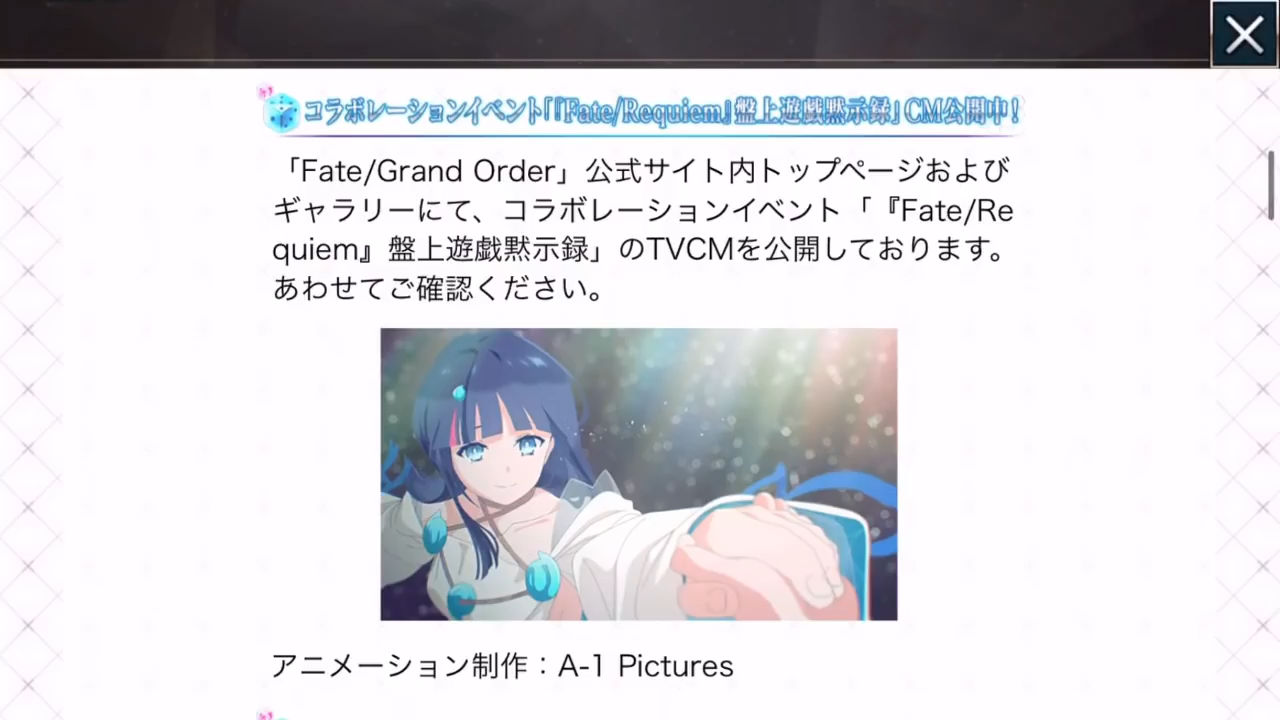 コラボレーションイベント「『Fate/Requiem』盤上遊戯黙示録」CM公開中！
「Fate/Grand Order」公式サイト内トップページおよび
ギャラリーにて、コラボレーションイベント「『Fate/Re
quiem』盤上遊戯黙示録」のTVCMを公開しております。
あわせてご確認ください。
アニメーション制作：A-1 Pictures